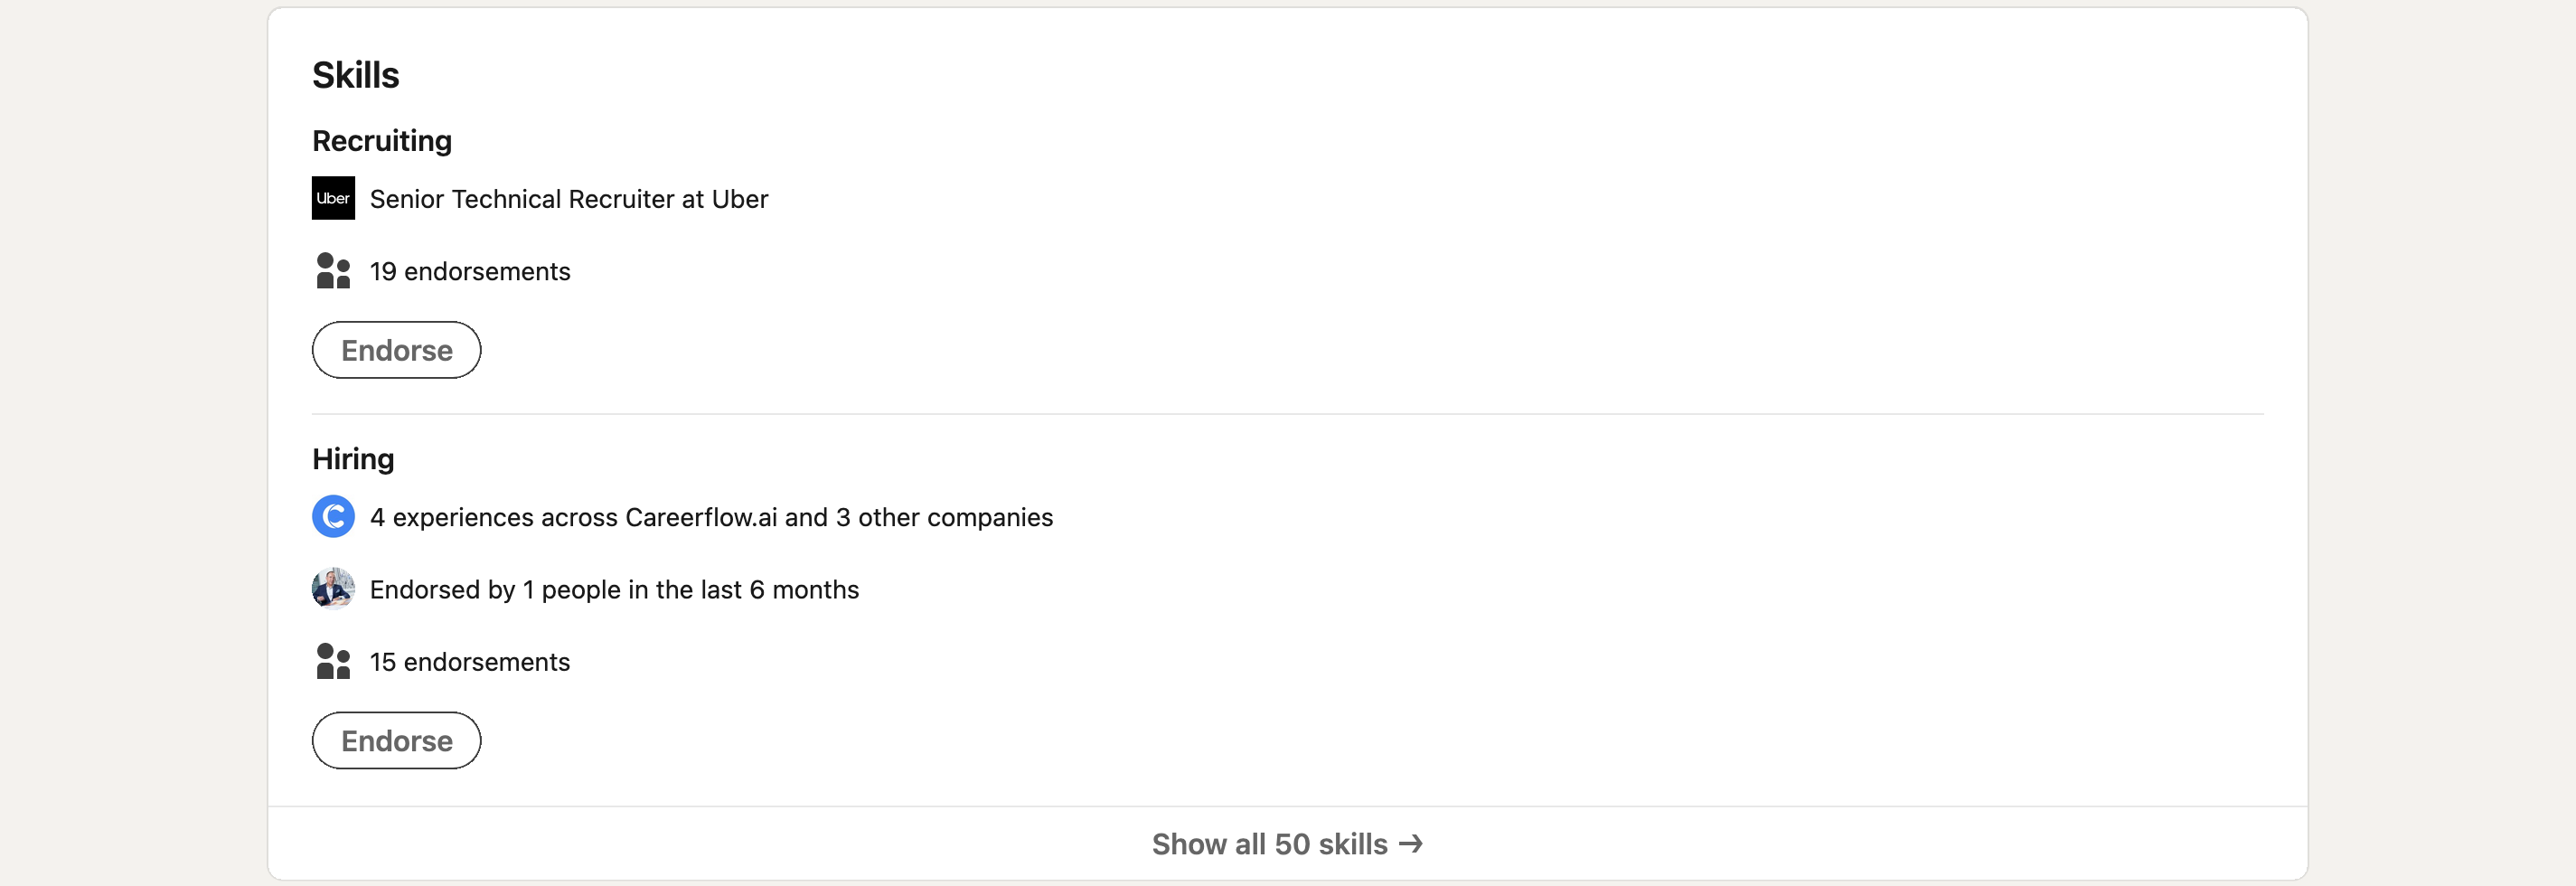 Skills
Recruiting
Uber Senior Technical Recruiter at Uber
19 endorsements
Endorse
Hiring
C 4 experiences across Careerflow.ai and 3 other companies
Endorsed by 1 people in the last 6 months
15 endorsements
Endorse
Show all 50 skills →